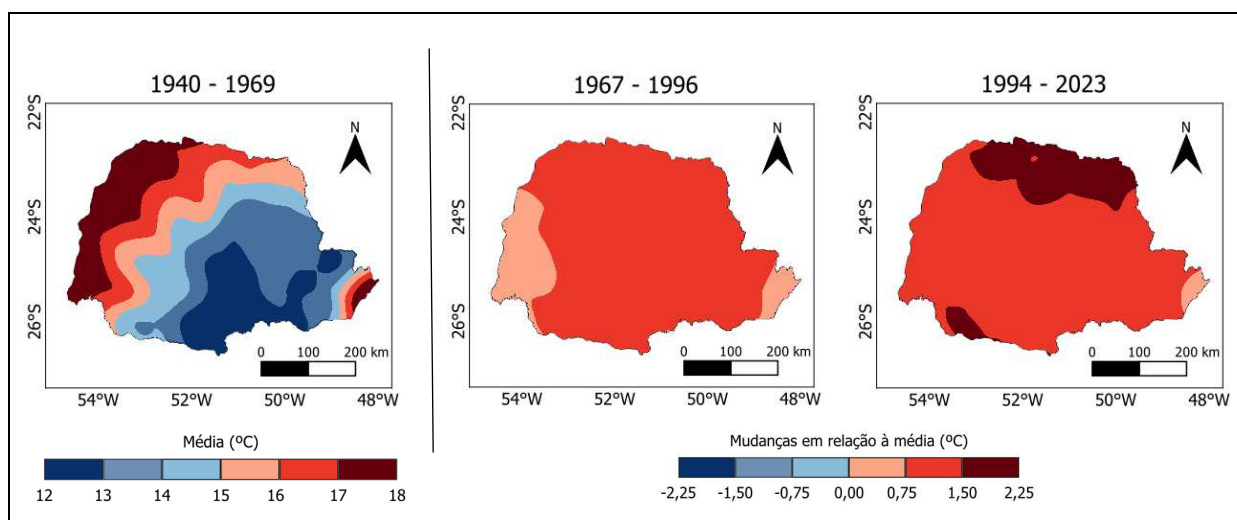 1940 - 1969
1967 - 1996
1994 - 2023
22°S
24°S
26°S
N
0 100 200 km
54°W 52°W 50°W 48°W
22°S
24°S
26°S
N
0 100 200 km
54°W 52°W 50°W 48°W
22°S
24°S
26°S
N
0 100 200 km
54°W 52°W 50°W 48°W
Média (ºC)
12 13 14 15 16 17 18
Mudanças em relação à média (ºC)
-2,25 -1,50 -0,75 0,00 0,75 1,50 2,25